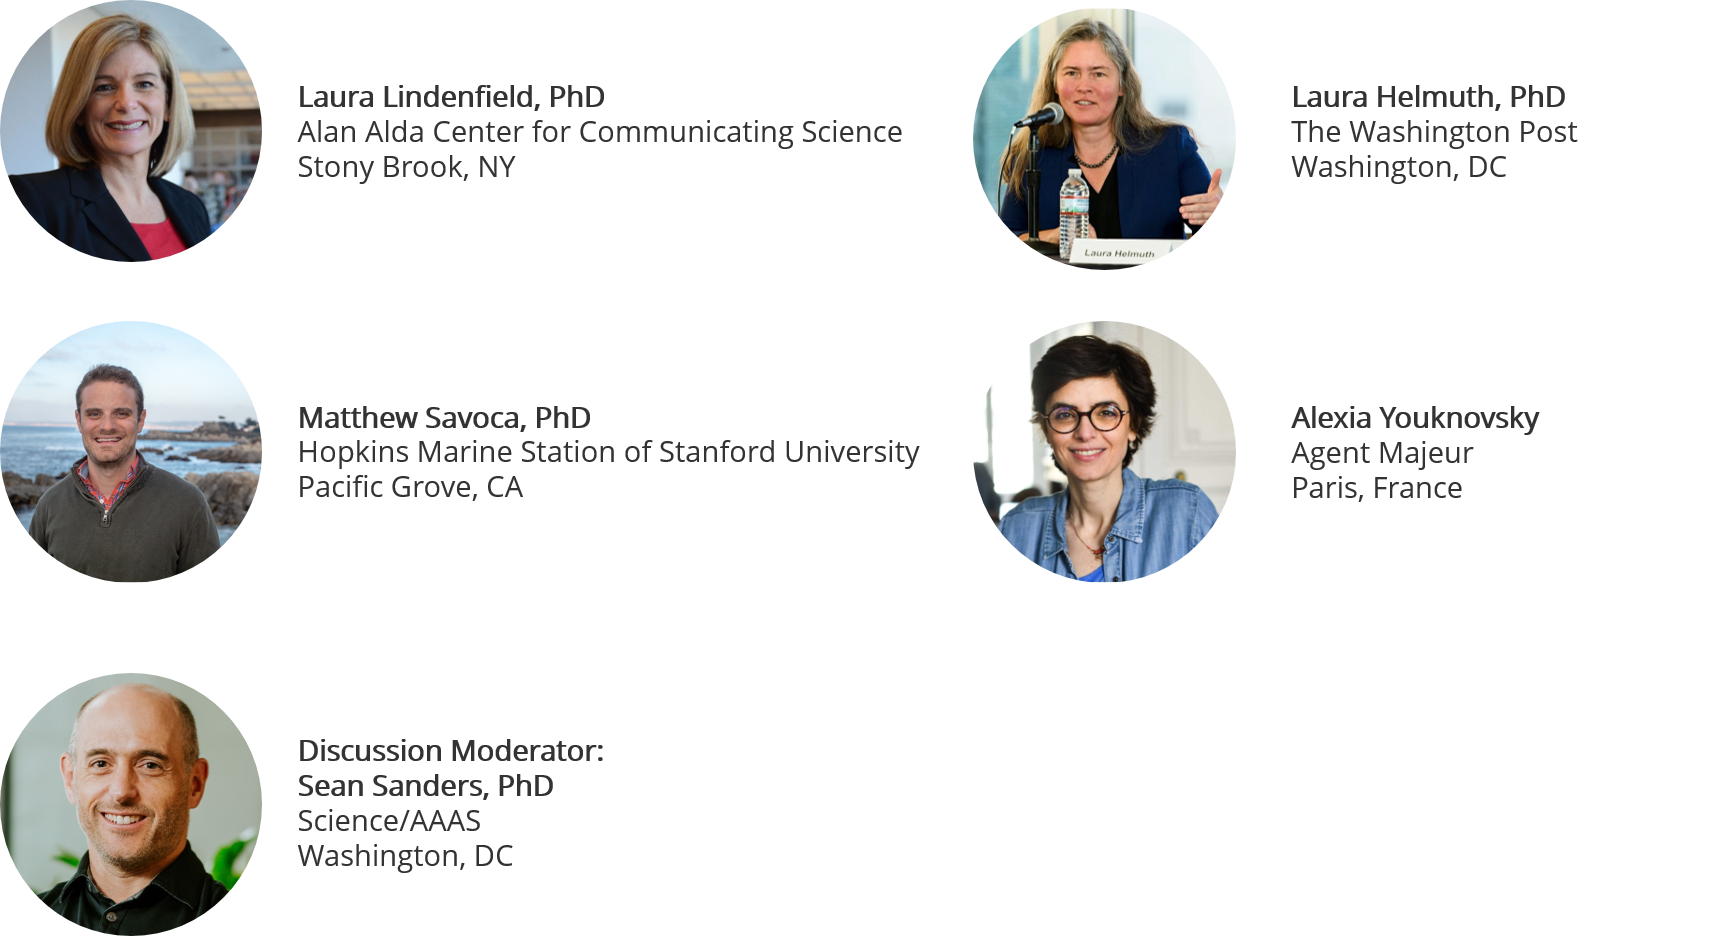 Laura Lindenfield, PhD
Alan Alda Center for Communicating Science
Stony Brook, NY
Laura Helmuth, PhD
The Washington Post
Washington, DC
Laura Helmuth
Matthew Savoca, PhD
Hopkins Marine Station of Stanford University
Pacific Grove, CA
Alexia Youknovsky
Agent Majeur
Paris, France
Discussion Moderator:
Sean Sanders, PhD
Science/AAAS
Washington, DC